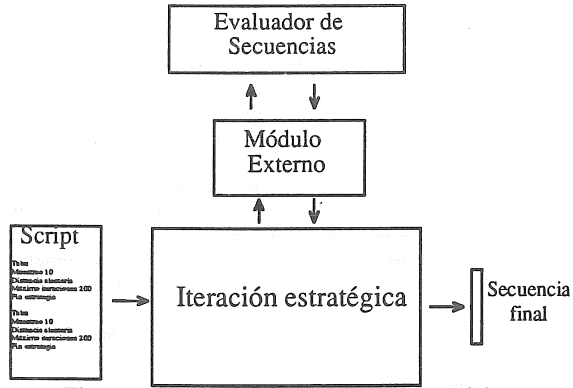 Evaluador de
Secuencias
Módulo
Externo
Script
Tabu
Muestreo 10
Distancia aleatoria
Máximo iteraciones 200
Fin estrategia
Tabu
Muestreo 10
Distancia aleatoria
Máximo iteraciones 200
Fin estrategia
Iteración estratégica
Secuencia
final